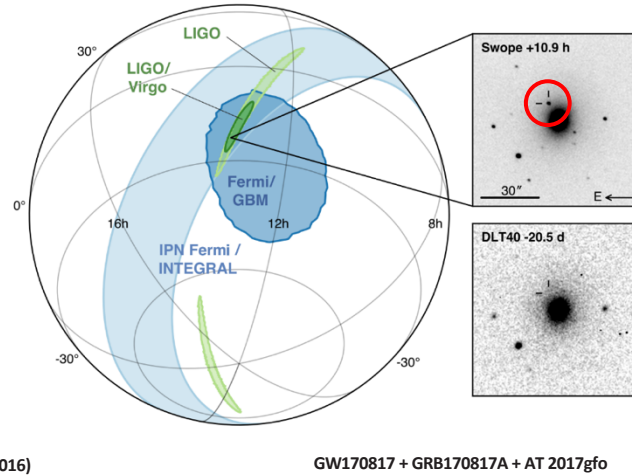 30°
LIGO
LIGO/
Virgo
Swope +10.9 h
30"
E
Fermi/
GBM
0°
16h
12h
8h
IPN Fermi /
INTEGRAL
DLT40 -20.5 d
-30°
-30°
016)
GW170817 + GRB170817A + AT 2017gfo